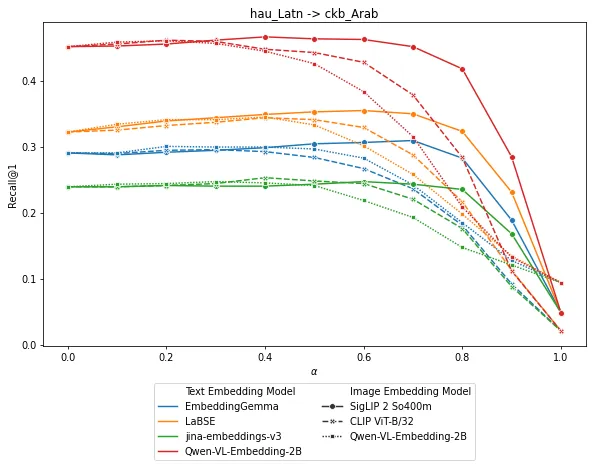 hau_Latn -> ckb_Arab
Recall@1
0.4
0.3
0.2
0.1
0.0
0.0 0.2 0.4 0.6 0.8 1.0
α
Text Embedding Model
EmbeddingGemma
LaBSE
jina-embeddings-v3
Qwen-VL-Embedding-2B
Image Embedding Model
SigLIP 2 So400m
CLIP ViT-B/32
Qwen-VL-Embedding-2B